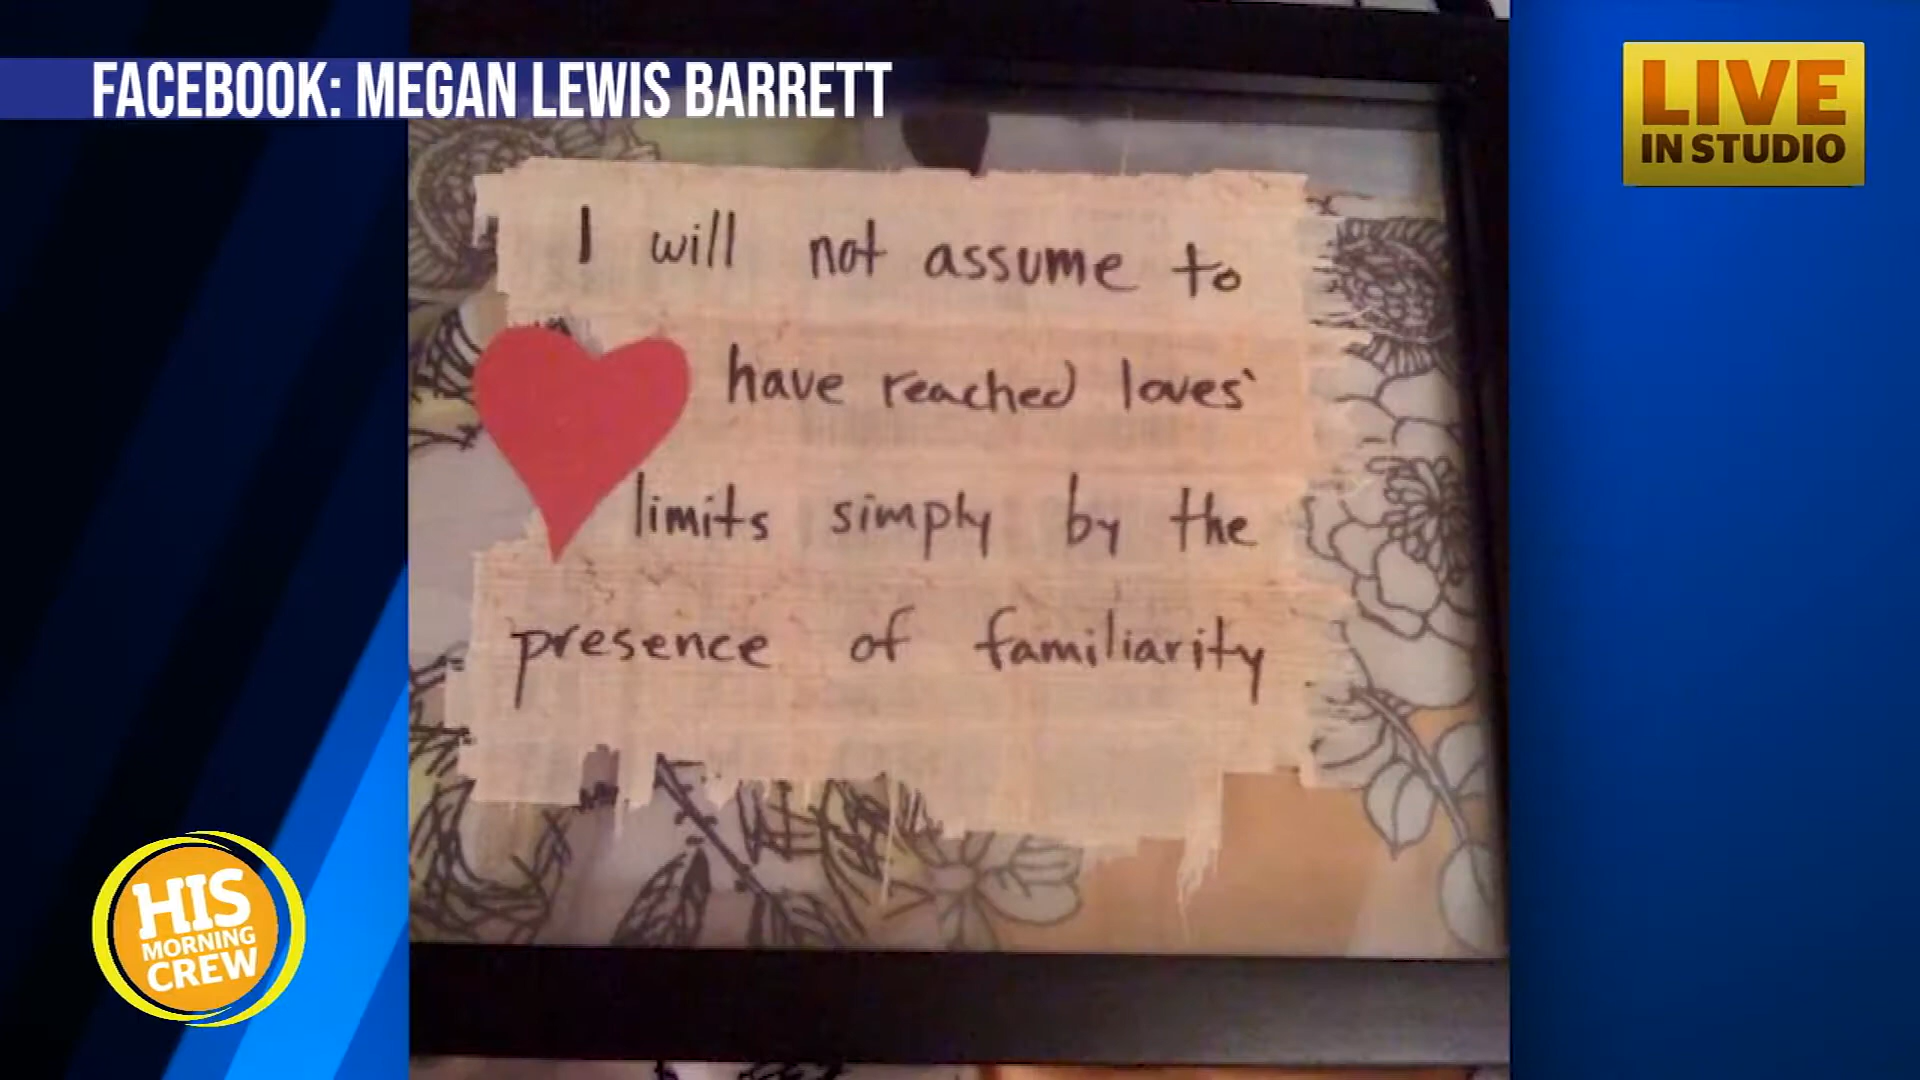 FACEBOOK: MEGAN LEWIS BARRETT
LIVE
IN STUDIO
I will not assume to
have reached loves'
limits simply by the
presence of familiarity
HIS
MORNING
CREW